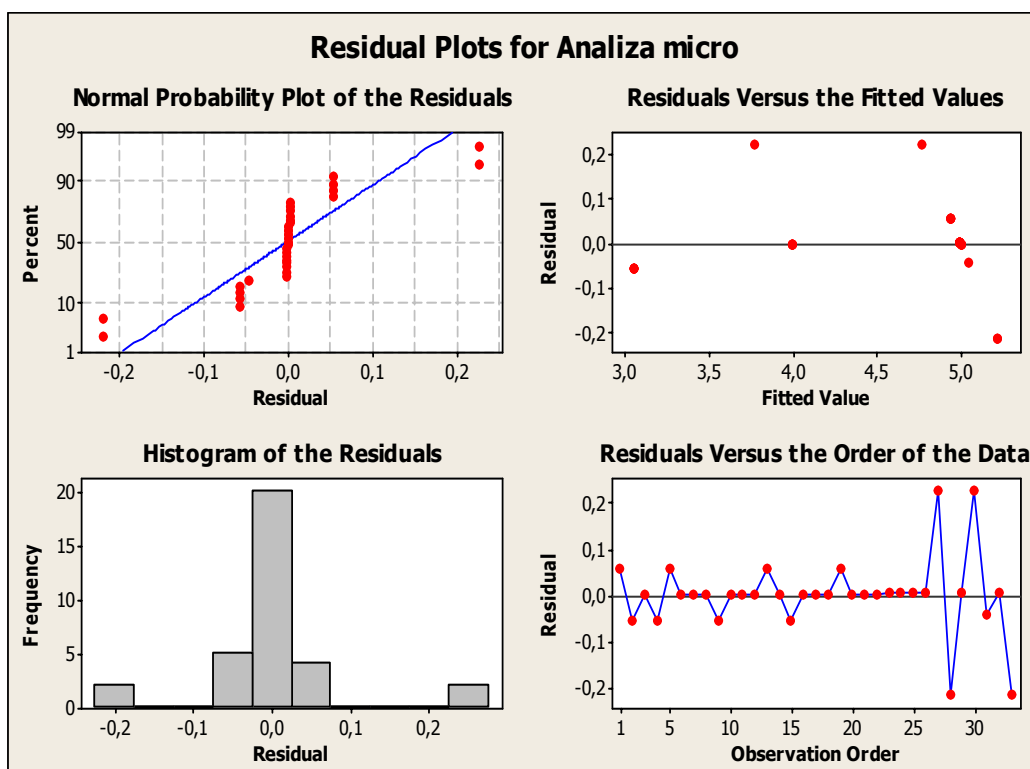 Residual Plots for Analiza micro
Normal Probability Plot of the Residuals
99
90
50
10
1
Percent
-0,2 -0,1 0,0 0,1 0,2
Residual
Residuals Versus the Fitted Values
0,2
0,1
0,0
-0,1
-0,2
Residual
3,0 3,5 4,0 4,5 5,0
Fitted Value
Histogram of the Residuals
20
15
10
5
0
Frequency
-0,2 -0,1 0,0 0,1 0,2
Residual
Residuals Versus the Order of the Data
0,2
0,1
0,0
-0,1
-0,2
Residual
1 5 10 15 20 25 30
Observation Order